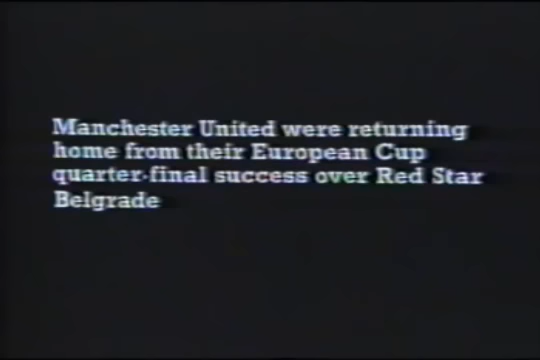 Manchester United were returning
home from their European Cup
quarter-final success over Red Star
Belgrade